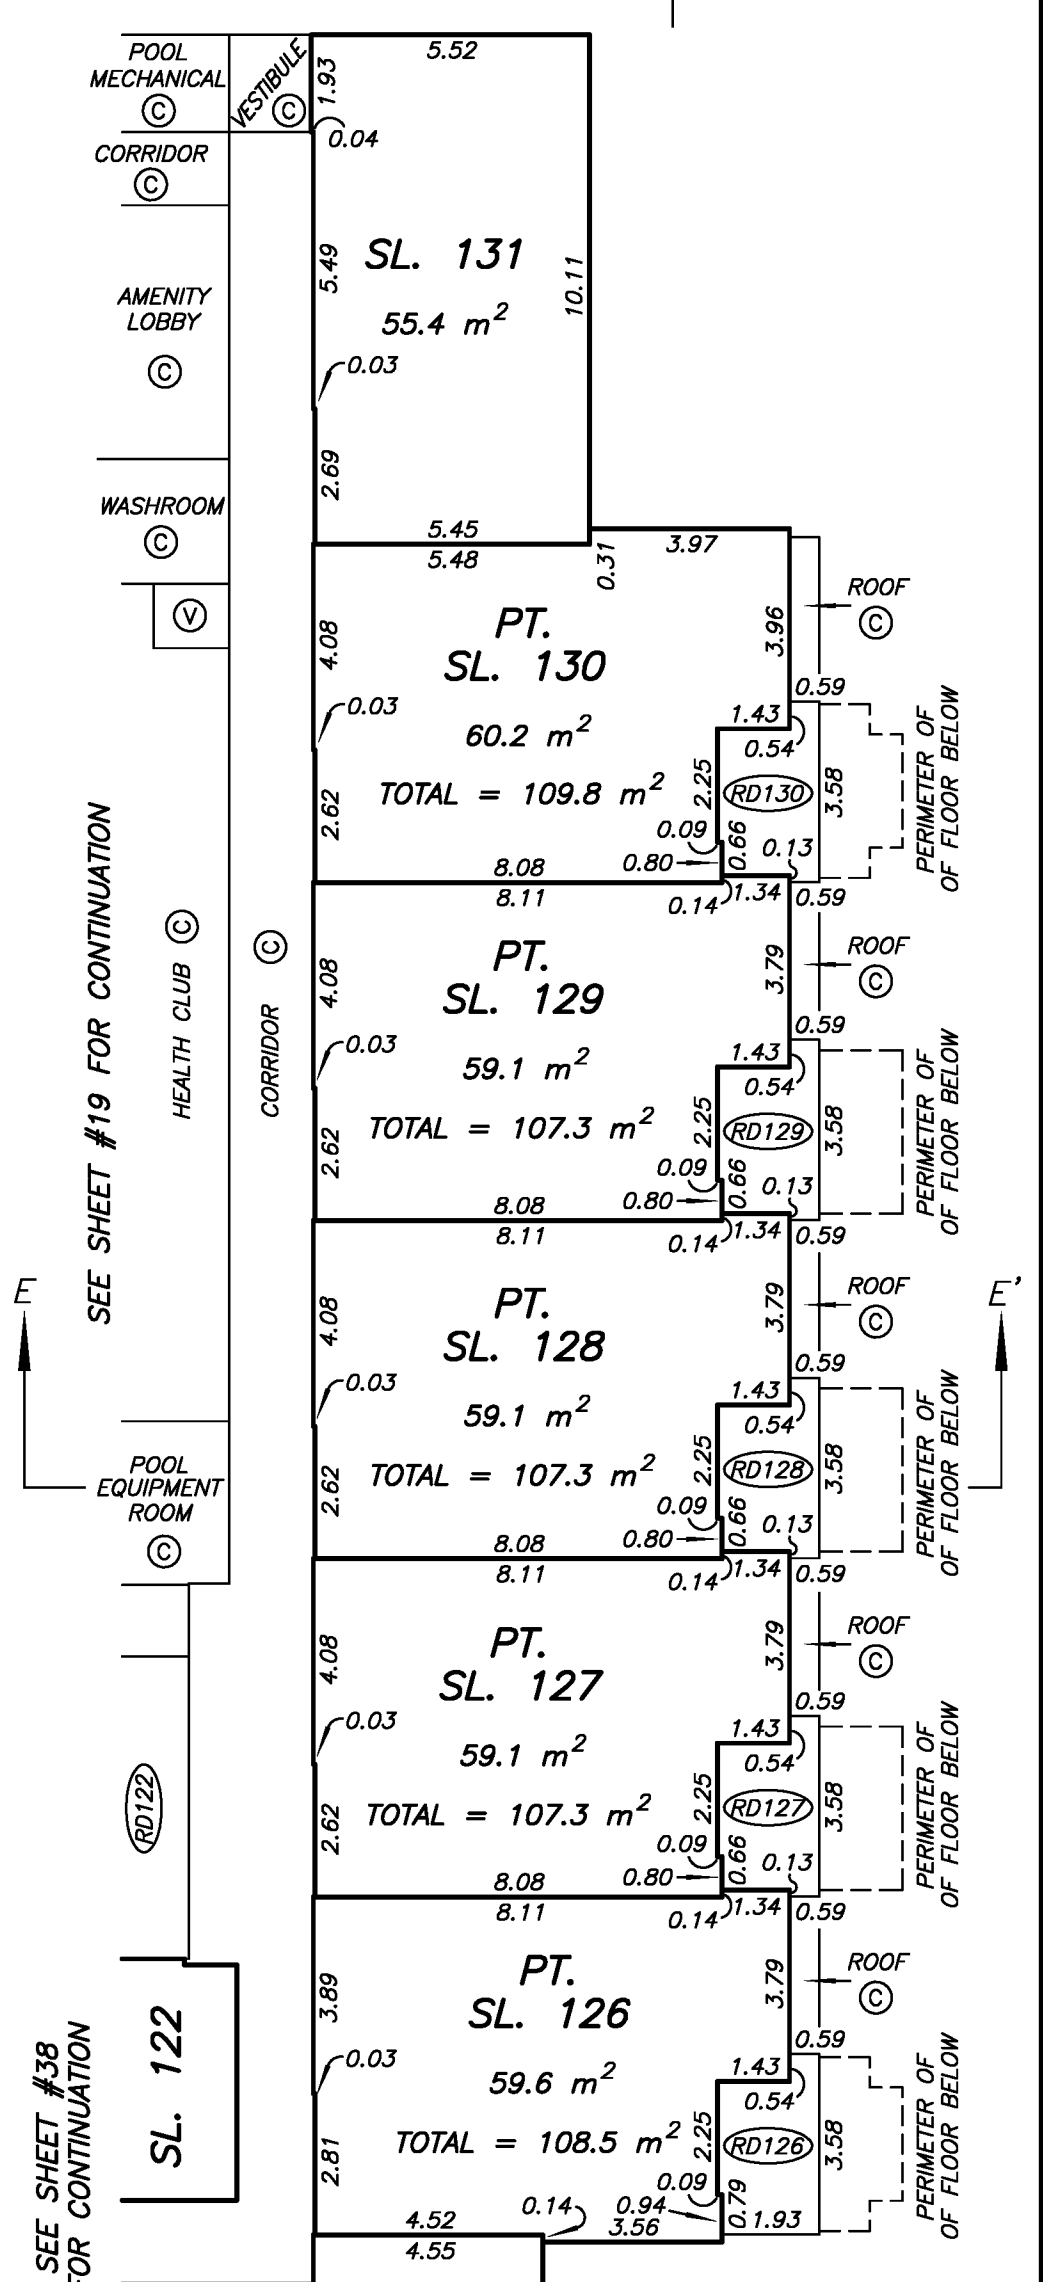 POOL
MECHANICAL
C
VESTIBULE
C
1.93
5.52
0.04
CORRIDOR
C
5.49
SL. 131
55.4 m²
10.11
AMENITY
LOBBY
C
0.03
2.69
WASHROOM
C
5.45
5.48
0.31
3.97
V
4.08
PT.
SL. 130
60.2 m²
TOTAL = 109.8 m²
3.96
ROOF
C
0.59
0.03
1.43
0.54
2.25
RD130
3.58
PERIMETER OF
OF FLOOR BELOW
2.62
0.09
0.66
0.13
0.80
8.08
8.11
0.14
1.34
0.59
SEE SHEET #19 FOR CONTINUATION
HEALTH CLUB C
CORRIDOR C
4.08
PT.
SL. 129
59.1 m²
TOTAL = 107.3 m²
3.79
ROOF
C
0.59
0.03
1.43
0.54
2.25
RD129
3.58
PERIMETER OF
OF FLOOR BELOW
2.62
0.09
0.66
0.13
0.80
8.08
8.11
0.14
1.34
0.59
E
E'
4.08
PT.
SL. 128
59.1 m²
TOTAL = 107.3 m²
3.79
ROOF
C
0.59
0.03
1.43
0.54
2.25
RD128
3.58
PERIMETER OF
OF FLOOR BELOW
POOL
EQUIPMENT
ROOM
C
2.62
0.09
0.66
0.13
0.80
8.08
8.11
0.14
1.34
0.59
4.08
PT.
SL. 127
59.1 m²
TOTAL = 107.3 m²
3.79
ROOF
C
0.59
0.03
1.43
0.54
2.25
RD127
3.58
PERIMETER OF
OF FLOOR BELOW
RD122
2.62
0.09
0.66
0.13
0.80
8.08
8.11
0.14
1.34
0.59
3.89
PT.
SL. 126
59.6 m²
TOTAL = 108.5 m²
3.79
ROOF
C
0.59
0.03
1.43
0.54
2.25
RD126
3.58
PERIMETER OF
OF FLOOR BELOW
SL. 122
SEE SHEET #38
FOR CONTINUATION
2.81
0.09
0.79
0.14
0.94
3.56
0.1
1.93
4.52
4.55